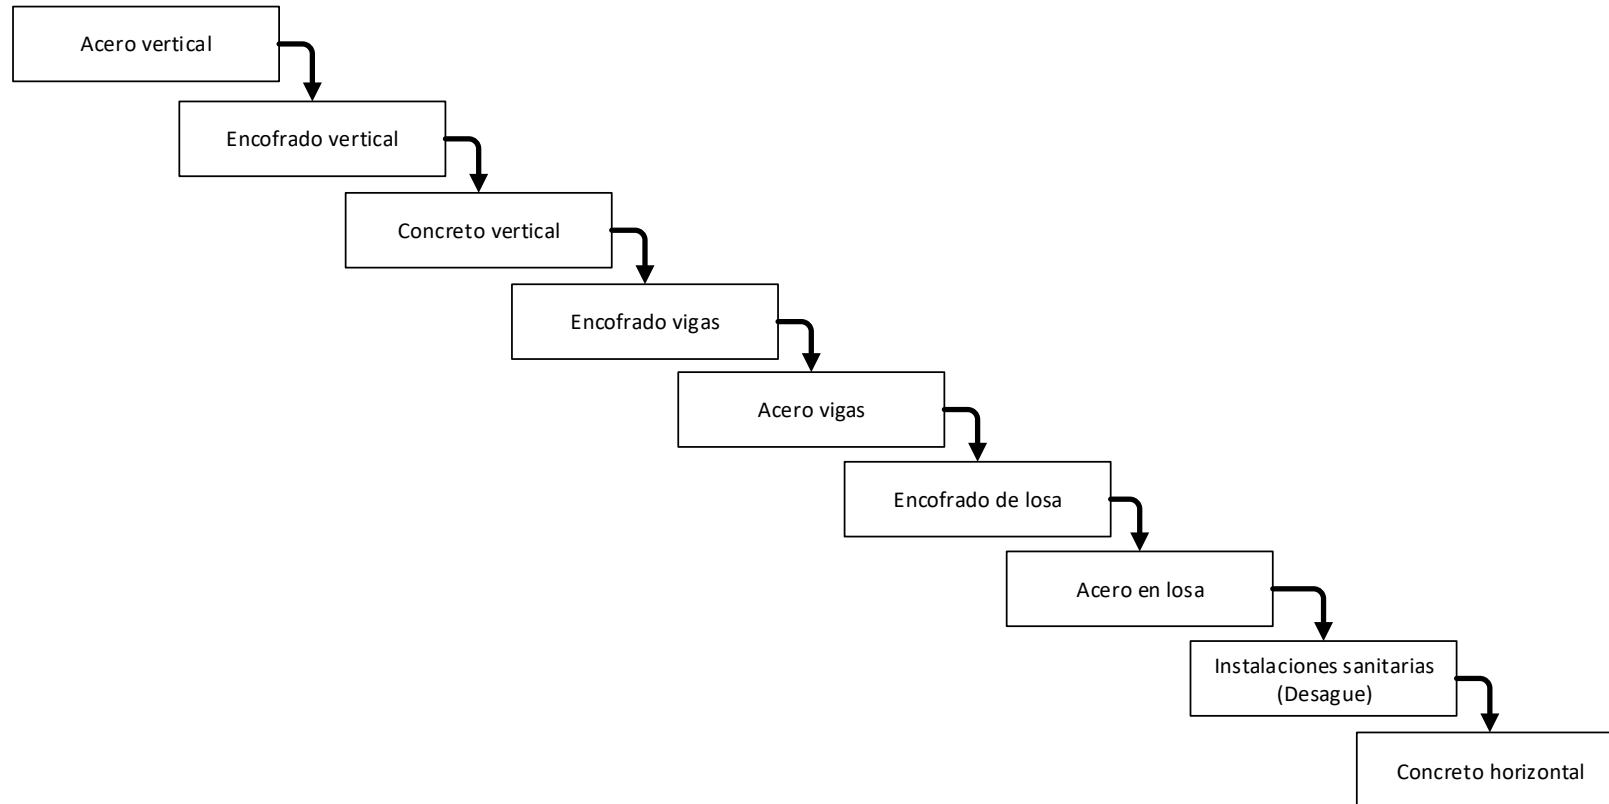 Acero vertical
Encofrado vertical
Concreto vertical
Encofrado vigas
Acero vigas
Encofrado de losa
Acero en losa
Instalaciones sanitarias
(Desague)
Concreto horizontal